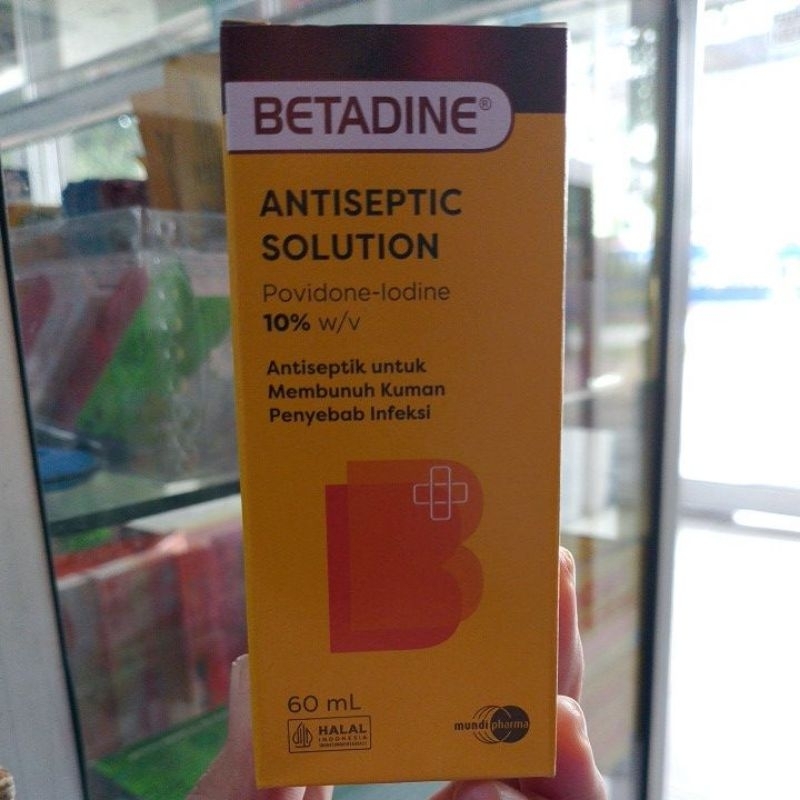 BETADINE®
ANTISEPTIC
SOLUTION
Povidone-Iodine
10% w/v
Antiseptik untuk
Membunuh Kuman
Penyebab Infeksi
60 mL
HALAL
INDONESIA
mundipharma